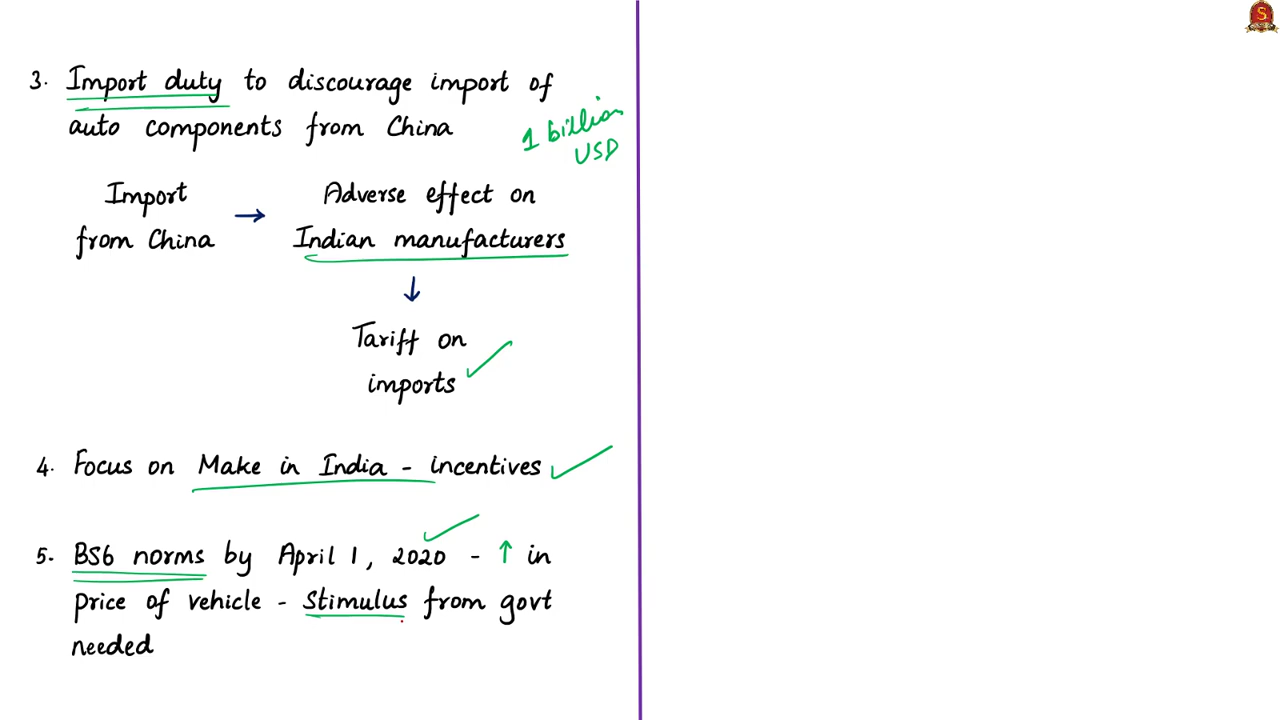 3. Import duty to discourage import of
auto components from China
1 billion
USD
Import
from China
→
Adverse effect on
Indian manufacturers
↓
Tariff on
imports ✓
4. Focus on Make in India - incentives ✓
5. BS6 norms by April 1, 2020 - ↑ in
price of vehicle - Stimulus from govt
needed
S